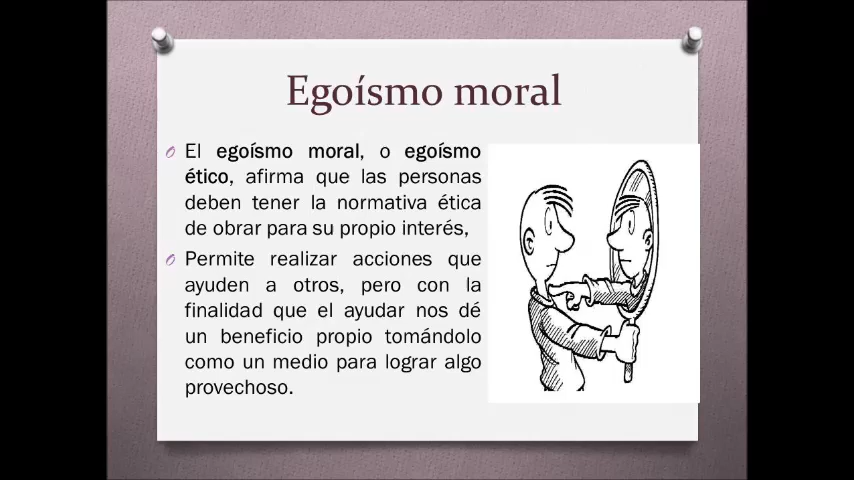 Egoísmo moral
El egoísmo moral, o egoísmo
ético, afirma que las personas
deben tener la normativa ética
de obrar para su propio interés,
Permite realizar acciones que
ayuden a otros, pero con la
finalidad que el ayudar nos dé
un beneficio propio tomándolo
como un medio para lograr algo
provechoso.